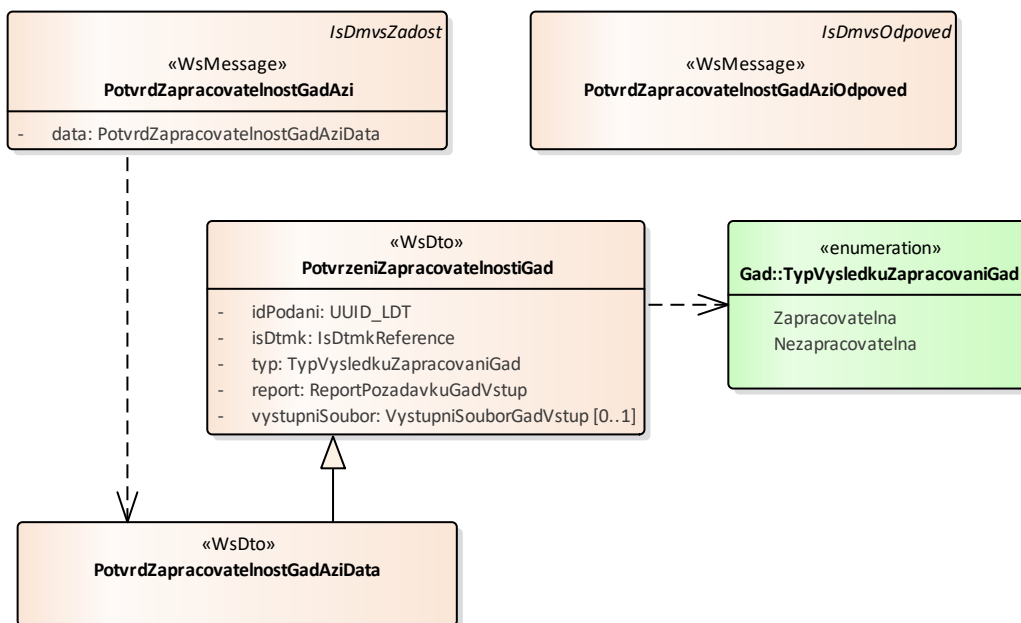 IsDmvsZadost
«WsMessage»
PotvrdZapracovatelnostGadAzi
- data: PotvrdZapracovatelnostGadAziData
IsDmvsOdpoved
«WsMessage»
PotvrdZapracovatelnostGadAziOdpoved
«WsDto»
PotvrzeniZapracovatelnostiGad
- idPodani: UUID_LDT
- isDtmk: IsDtmkReference
- typ: TypVysledkuZapracovaniGad
- report: ReportPozadavkuGadVstup
- vystupniSoubor: VystupniSouborGadVstup [0..1]
«enumeration»
Gad::TypVysledkuZapracovaniGad
Zapracovatelna
Nezapracovatelna
«WsDto»
PotvrdZapracovatelnostGadAziData